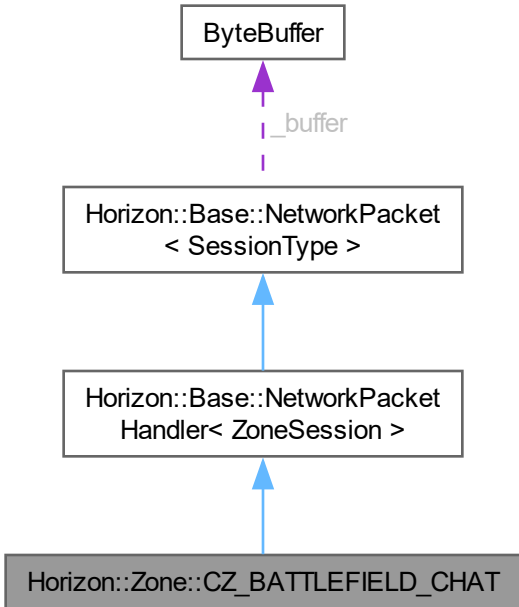 ByteBuffer
_buffer
Horizon::Base::NetworkPacket
< SessionType >
Horizon::Base::NetworkPacket
Handler< ZoneSession >
Horizon::Zone::CZ_BATTLEFIELD_CHAT